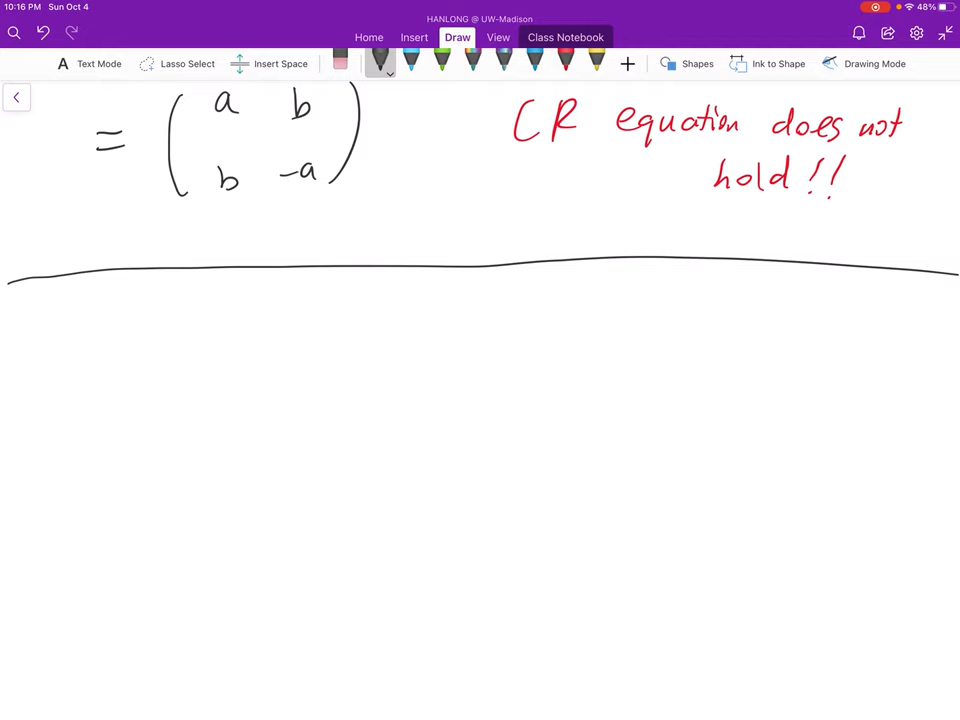 10:16 PM Sun Oct 4
48%
HANLONG @ UW-Madison
Home Insert Draw View Class Notebook
A Text Mode Lasso Select Insert Space Shapes Ink to Shape Drawing Mode
= ( a b
b -a )
CR equation does not
hold !!